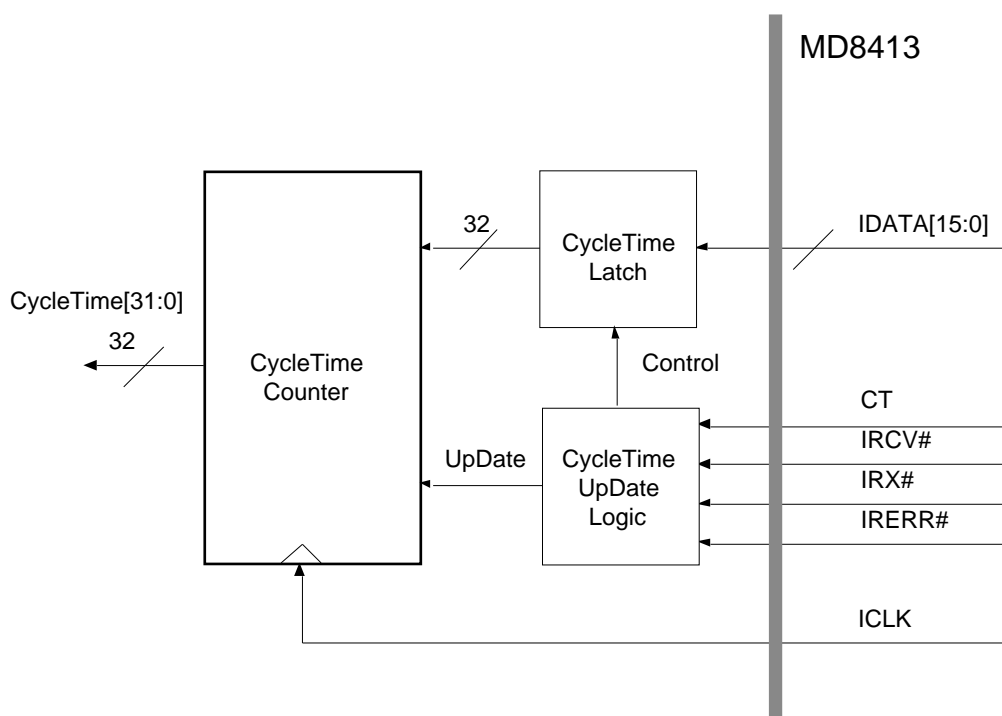 MD8413
IDATA[15:0]
32
CycleTime
Latch
CycleTime[31:0]
32
CycleTime
Counter
Control
CT
IRCV#
UpDate
CycleTime
UpDate
Logic
IRX#
IRERR#
ICLK